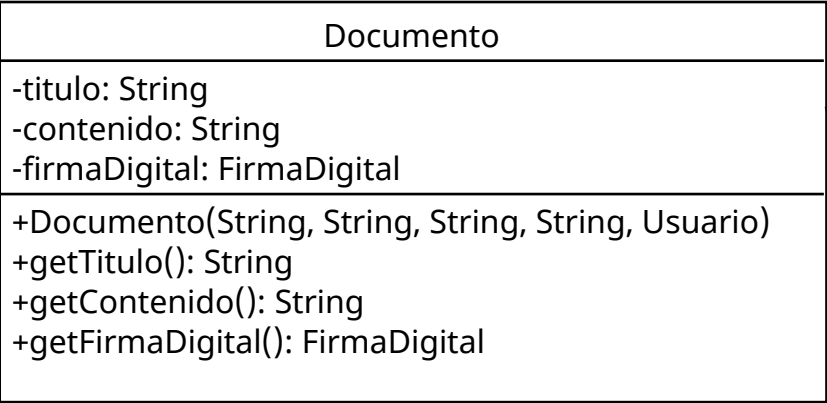 Documento
-titulo: String
-contenido: String
-firmaDigital: FirmaDigital
+Documento(String, String, String, String, Usuario)
+getTitulo(): String
+getContenido(): String
+getFirmaDigital(): FirmaDigital